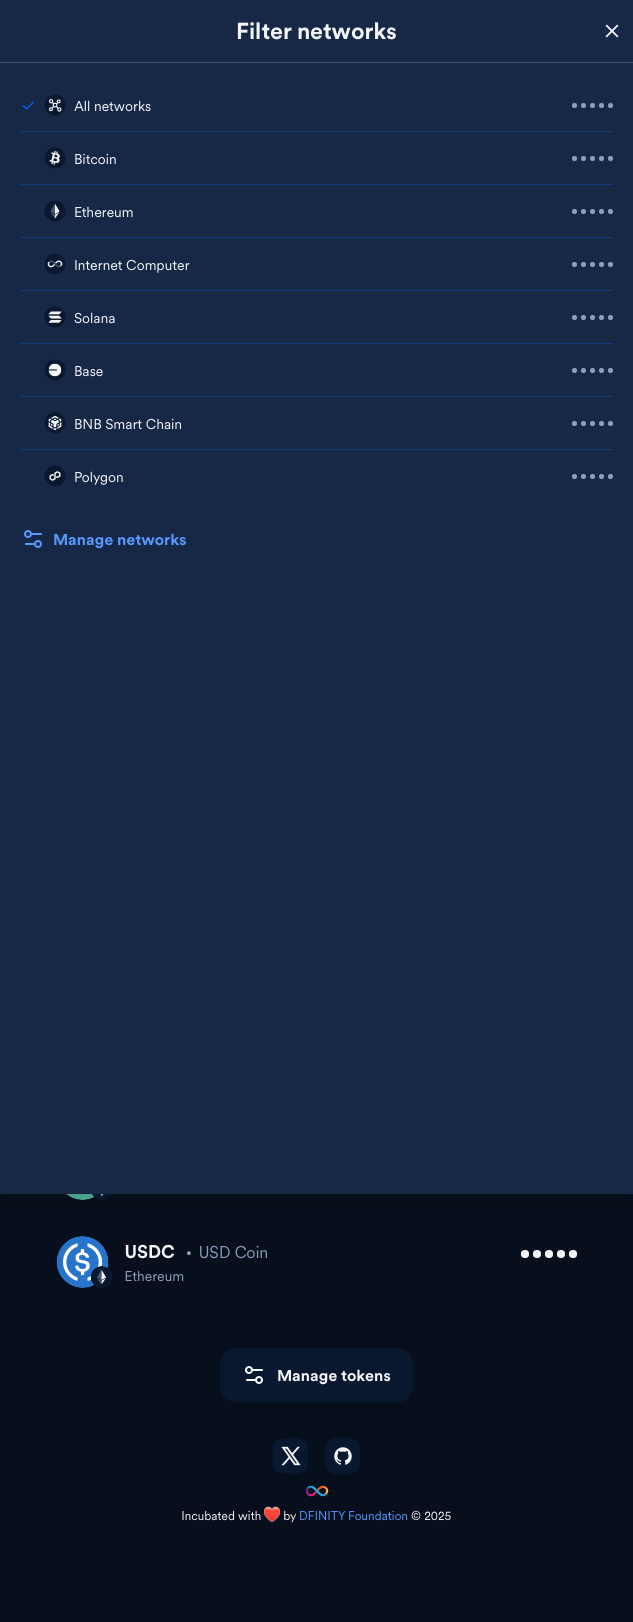 Filter networks
All networks •••••
Bitcoin •••••
Ethereum •••••
Internet Computer •••••
Solana •••••
Base •••••
BNB Smart Chain •••••
Polygon •••••
Manage networks
USDC • USD Coin •••••
Ethereum
Manage tokens
Incubated with ❤️ by DFINITY Foundation © 2025